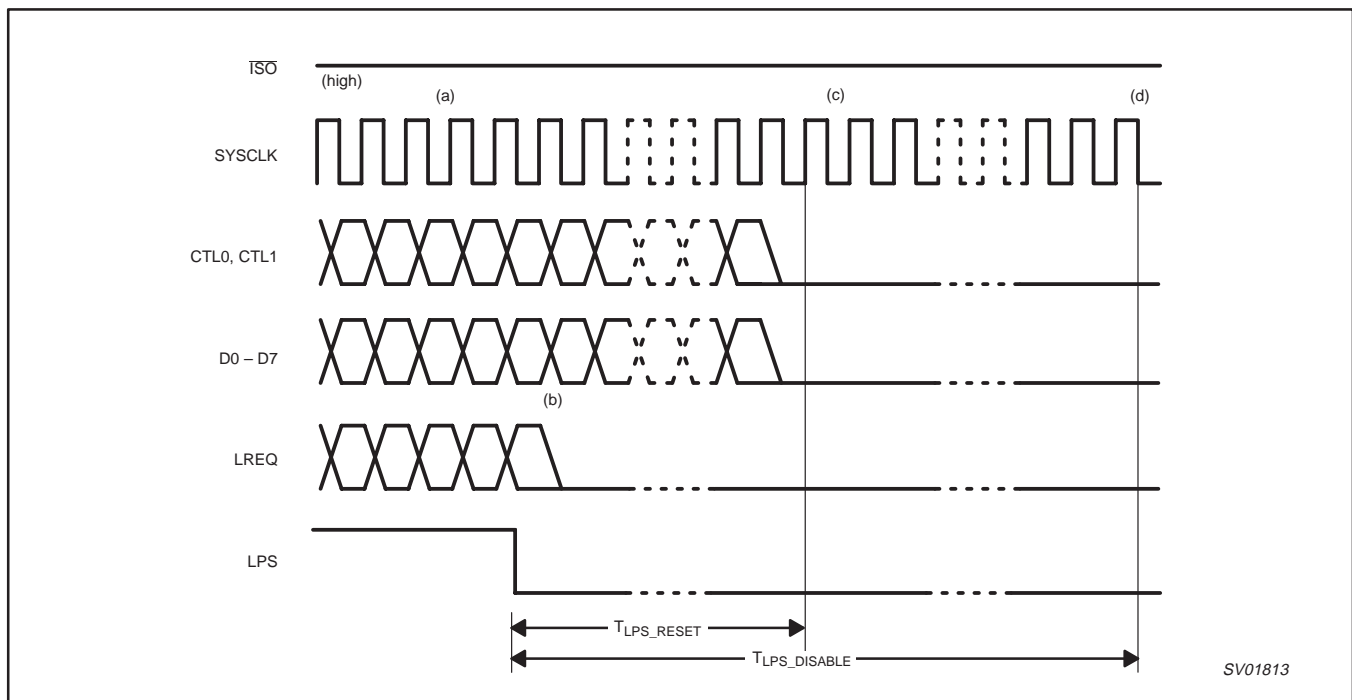 ISO
(high)
(a) (c) (d)
SYSCLK
CTL0, CTL1
D0 – D7
(b)
LREQ
LPS
TLPS_RESET
TLPS_DISABLE
SV01813